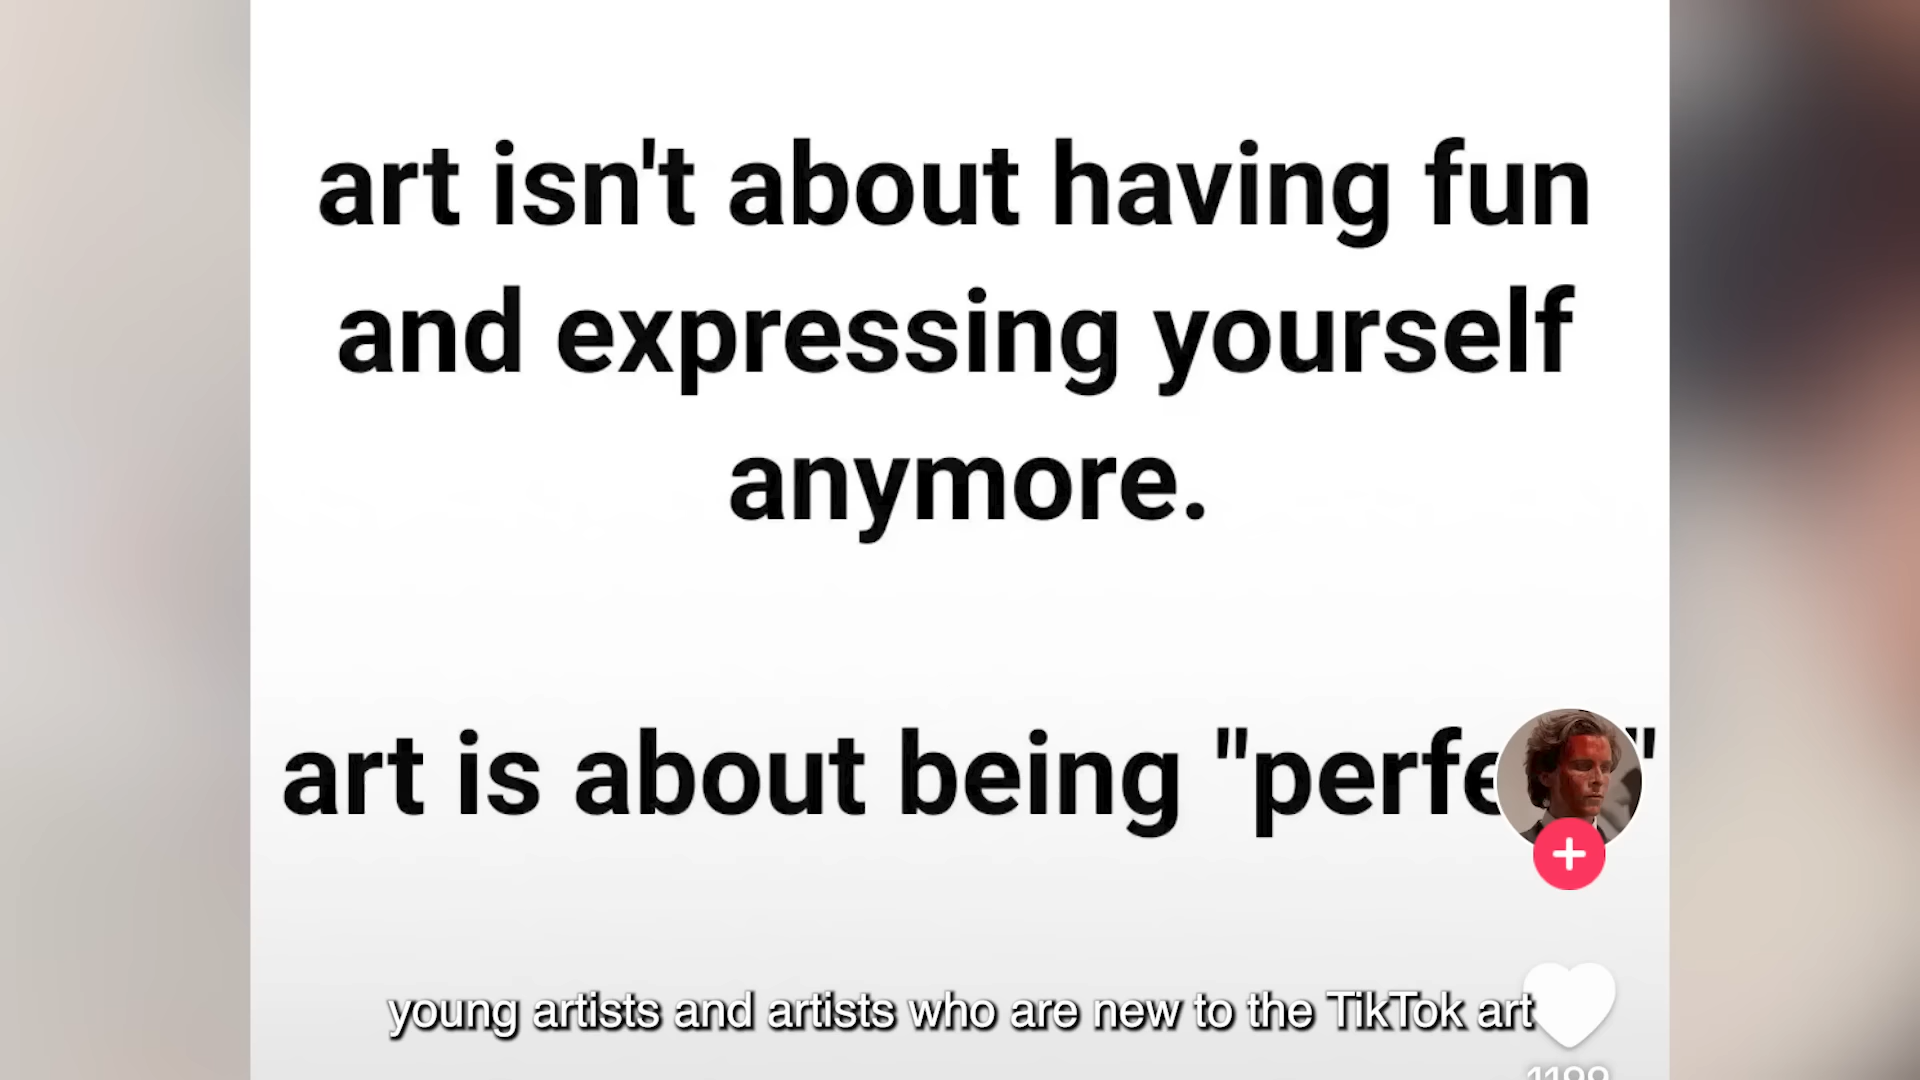 art isn't about having fun
and expressing yourself
anymore.
art is about being
young artists and artists who are new to the TikTok art